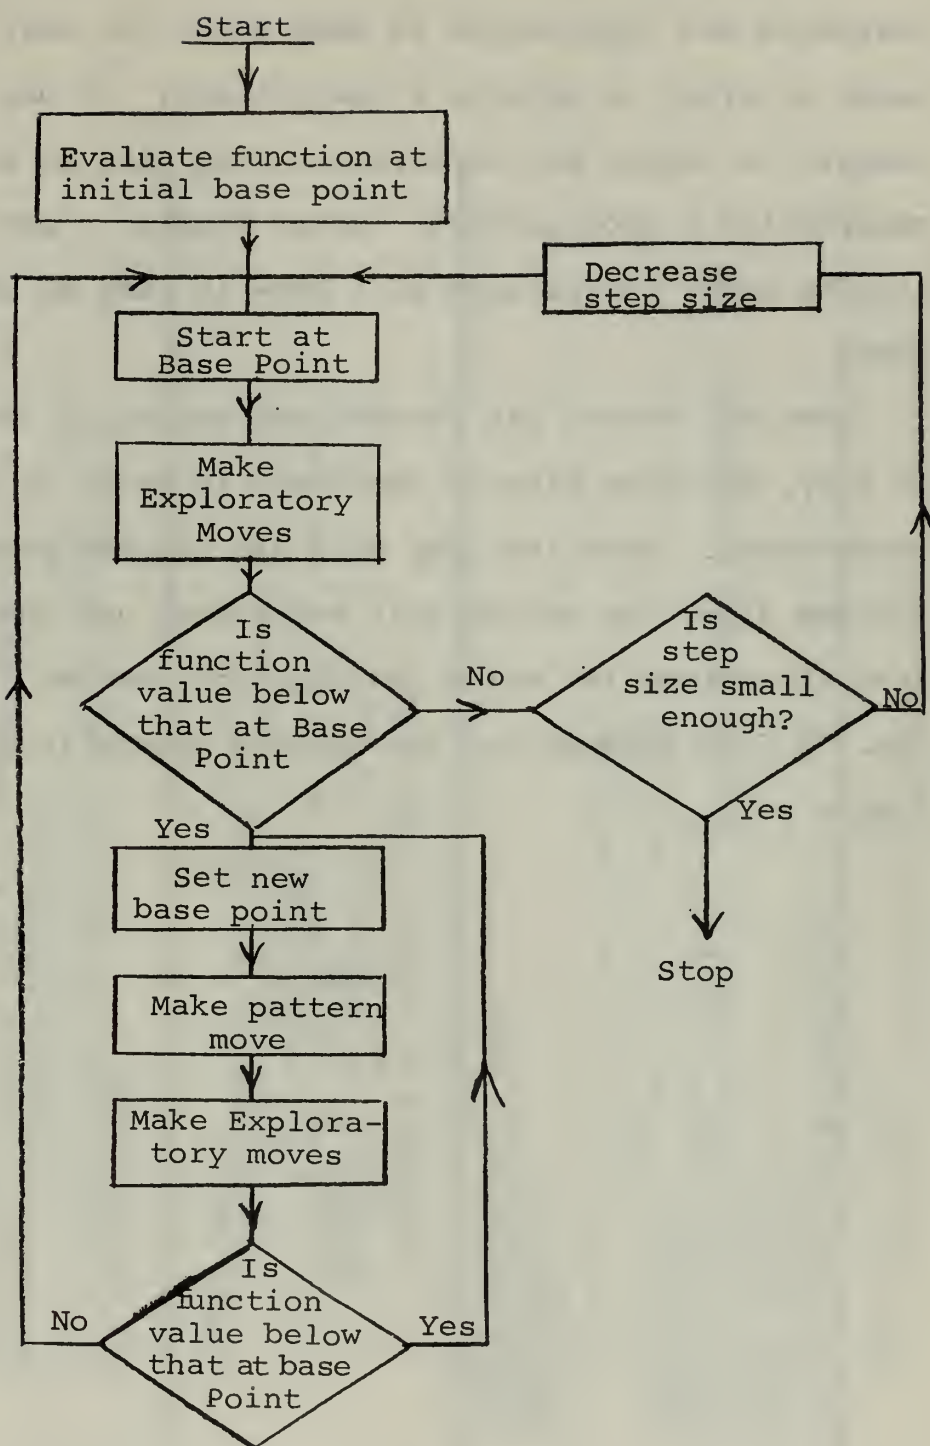 Start
Evaluate function at
initial base point
Decrease
step size
Start at
Base Point
Make
Exploratory
Moves
Is
function
value below
that at Base
Point
No
Is
step
size small
enough?
No
Yes
Yes
Stop
Set new
base point
Make pattern
move
Make Explora-
tory moves
Is
function
value below
that at base
Point
No
Yes